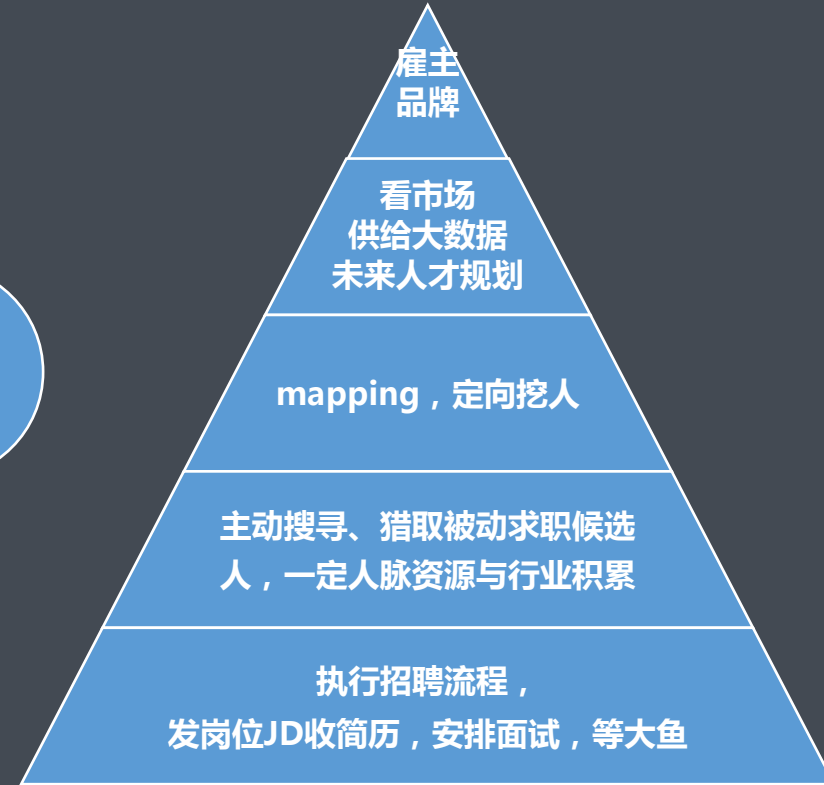 雇主
品牌
看市场
供给大数据
未来人才规划
mapping，定向挖人
主动搜寻、猎取被动求职候选
人，一定人脉资源与行业积累
执行招聘流程，
发岗位JD收简历，安排面试，等大鱼